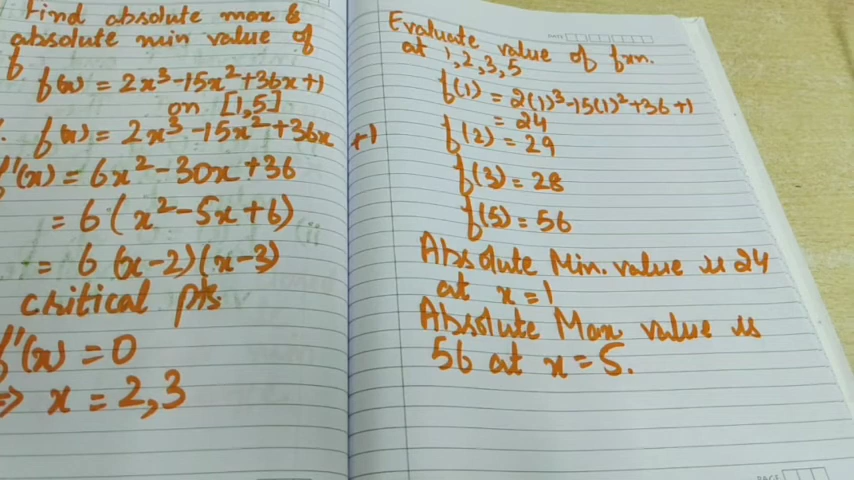 Find absolute max &
absolute min value of
f
f(x) = 2x³-15x²+36x+1
on [1,5]
f(x) = 2x³-15x²+36x +1
f'(x) = 6x²-30x+36
= 6(x²-5x+6)
= 6(x-2)(x-3)
critical pts.
f'(x) = 0
⇒ x = 2,3
PAGE
Evaluate value of fxn.
at 1,2,3,5
f(1) = 2(1)³-15(1)²+36+1
= 24
f(2) = 29
f(3) = 28
f(5) = 56
Absolute Min. value is 24
at x = 1
Absolute Max value is
56 at x = 5.
PAGE